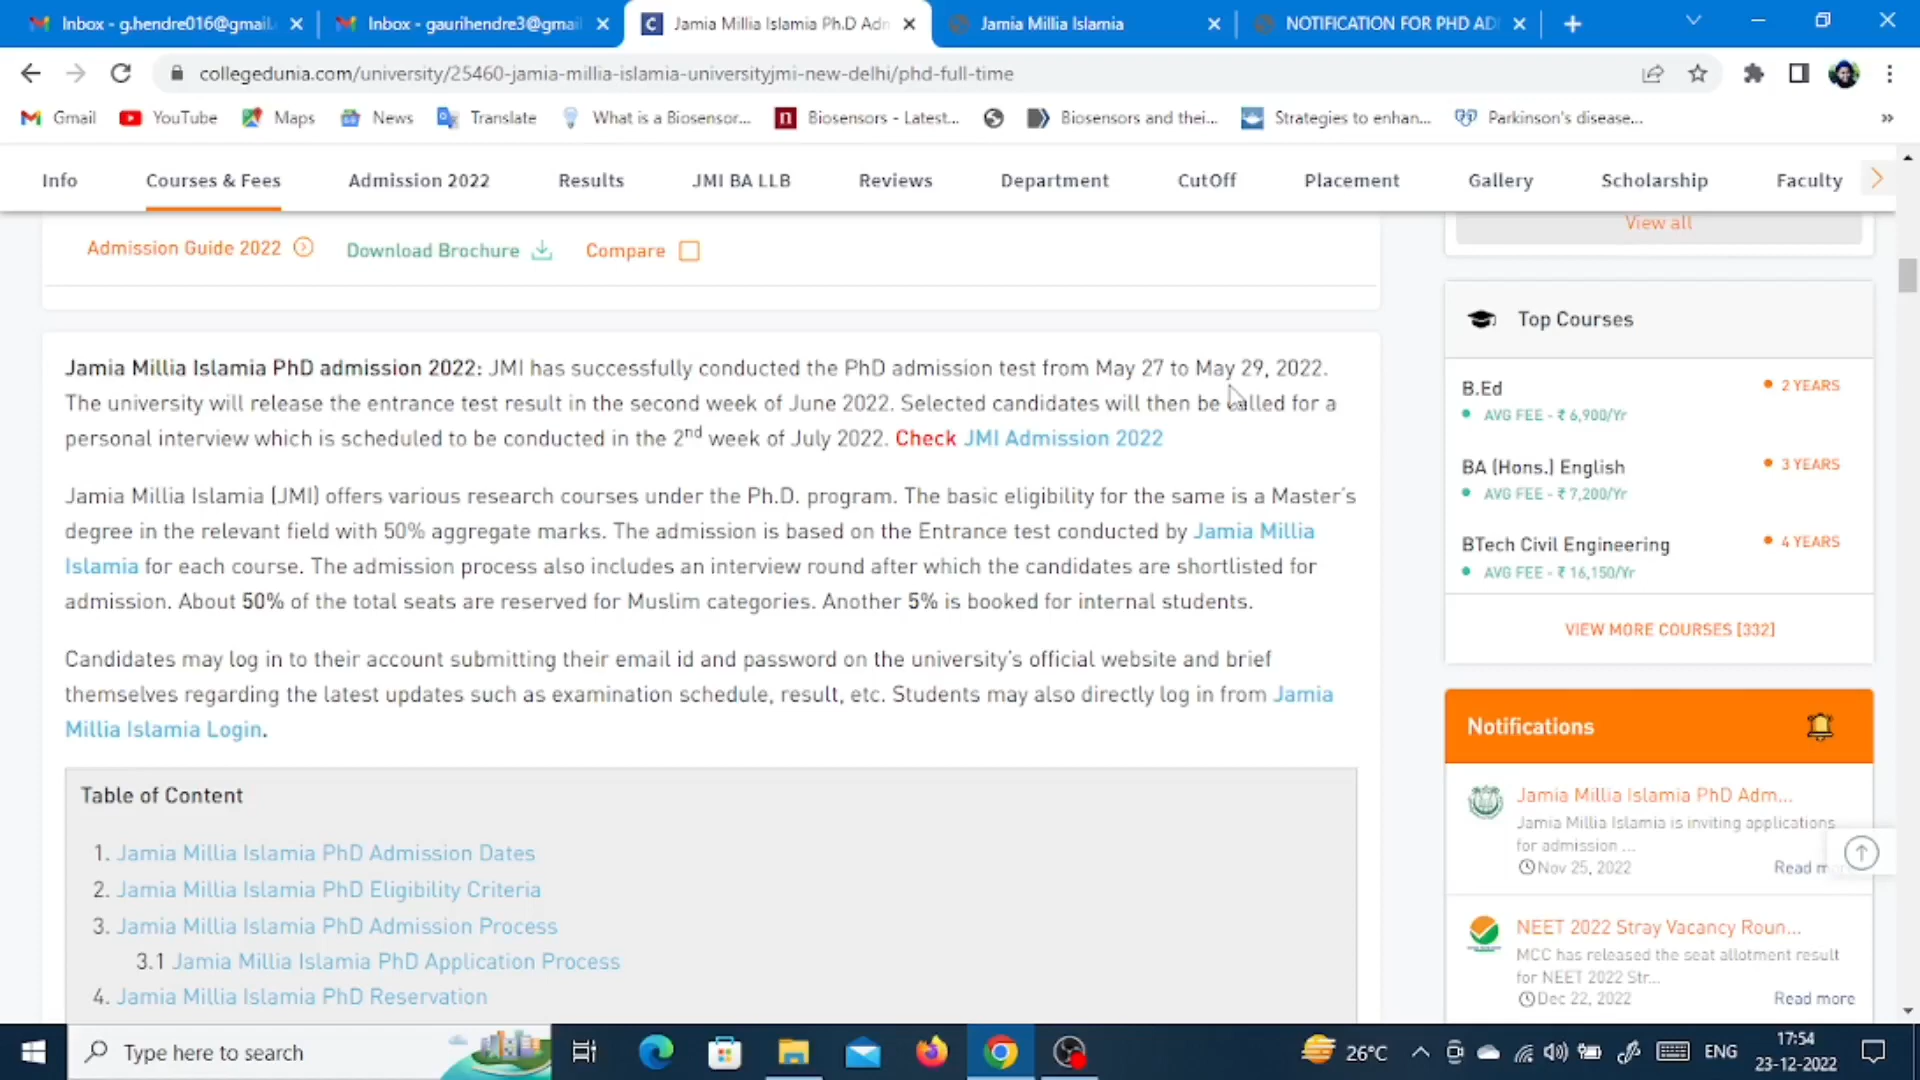 Inbox - g.hendre016@gmail.
Inbox - gaurihendre3@gmai
Jamia Millia Islamia Ph.D Adn
Jamia Millia Islamia
NOTIFICATION FOR PHD AD
collegedunia.com/university/25460-jamia-millia-islamia-universityjmi-new-delhi/phd-full-time
Gmail
YouTube
Maps
News
Translate
What is a Biosensor...
Biosensors - Latest...
Biosensors and thei...
Strategies to enhan...
Parkinson's disease...
Info
Courses & Fees
Admission 2022
Results
JMI BA LLB
Reviews
Department
CutOff
Placement
Gallery
Scholarship
Faculty
Admission Guide 2022
Download Brochure
Compare
Jamia Millia Islamia PhD admission 2022: JMI has successfully conducted the PhD admission test from May 27 to May 29, 2022.
The university will release the entrance test result in the second week of June 2022. Selected candidates will then be called for a
personal interview which is scheduled to be conducted in the 2nd week of July 2022. Check JMI Admission 2022
Jamia Millia Islamia (JMI) offers various research courses under the Ph.D. program. The basic eligibility for the same is a Master's
degree in the relevant field with 50% aggregate marks. The admission is based on the Entrance test conducted by Jamia Millia
Islamia for each course. The admission process also includes an interview round after which the candidates are shortlisted for
admission. About 50% of the total seats are reserved for Muslim categories. Another 5% is booked for internal students.
Candidates may log in to their account submitting their email id and password on the university's official website and brief
themselves regarding the latest updates such as examination schedule, result, etc. Students may also directly log in from Jamia
Millia Islamia Login.
Table of Content
1. Jamia Millia Islamia PhD Admission Dates
2. Jamia Millia Islamia PhD Eligibility Criteria
3. Jamia Millia Islamia PhD Admission Process
3.1 Jamia Millia Islamia PhD Application Process
4. Jamia Millia Islamia PhD Reservation
View all
Top Courses
B.Ed
2 YEARS
AVG FEE - ₹ 6,900/Yr
BA (Hons.) English
3 YEARS
AVG FEE - ₹ 7,200/Yr
BTech Civil Engineering
4 YEARS
AVG FEE - ₹ 16,150/Yr
VIEW MORE COURSES [332]
Notifications
Jamia Millia Islamia PhD Adm...
Jamia Millia Islamia is inviting applications
for admission ...
Nov 25, 2022
Read m
NEET 2022 Stray Vacancy Roun...
MCC has released the seat allotment result
for NEET 2022 Str...
Dec 22, 2022
Read more
Type here to search
26°C
ENG
17:54
23-12-2022